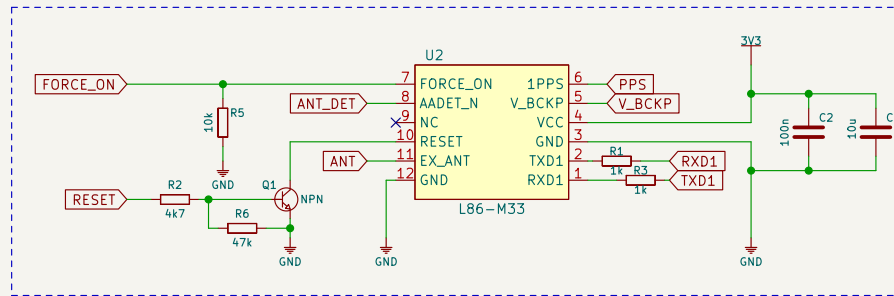 U2
3V3
FORCE_ON
7
FORCE_ON
1PPS
6
PPS
ANT_DET
8
AADET_N
V_BCKP
5
V_BCKP
9
NC
VCC
4
10k
R5
10
RESET
GND
3
100n
C2
10u
C
ANT
11
EX_ANT
TXD1
2
R1
1k
RXD1
GND
12
GND
RXD1
1
R3
1k
TXD1
RESET
R2
4k7
Q1
NPN
L86-M33
R6
47k
GND
GND
GND